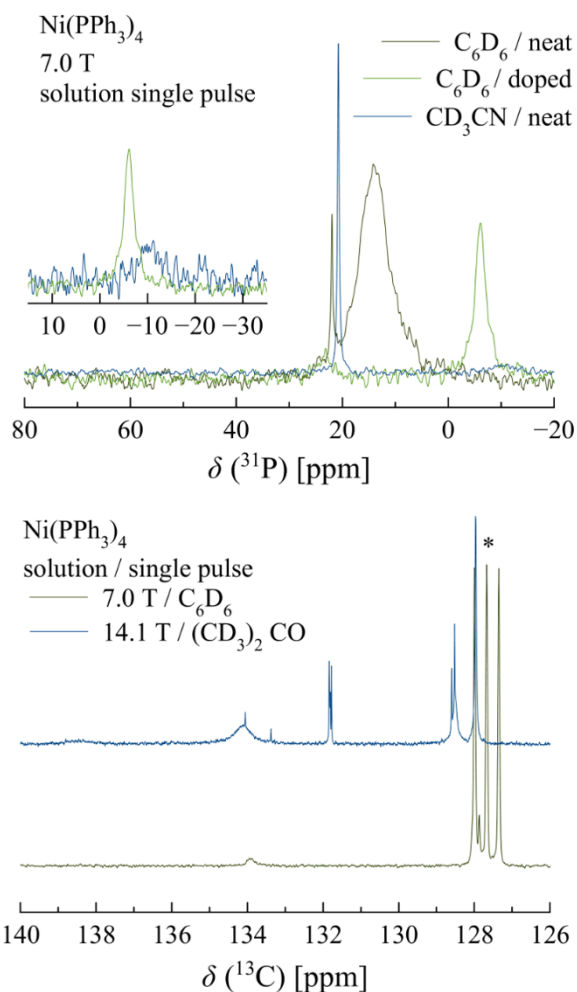 Ni(PPh₃)₄
7.0 T
solution single pulse
C₆D₆ / neat
C₆D₆ / doped
CD₃CN / neat
10 0 −10 −20 −30
80 60 40 20 0 −20
δ (³¹P) [ppm]
Ni(PPh₃)₄
solution / single pulse
7.0 T / C₆D₆
14.1 T / (CD₃)₂ CO
*
140 138 136 134 132 130 128 126
δ (¹³C) [ppm]